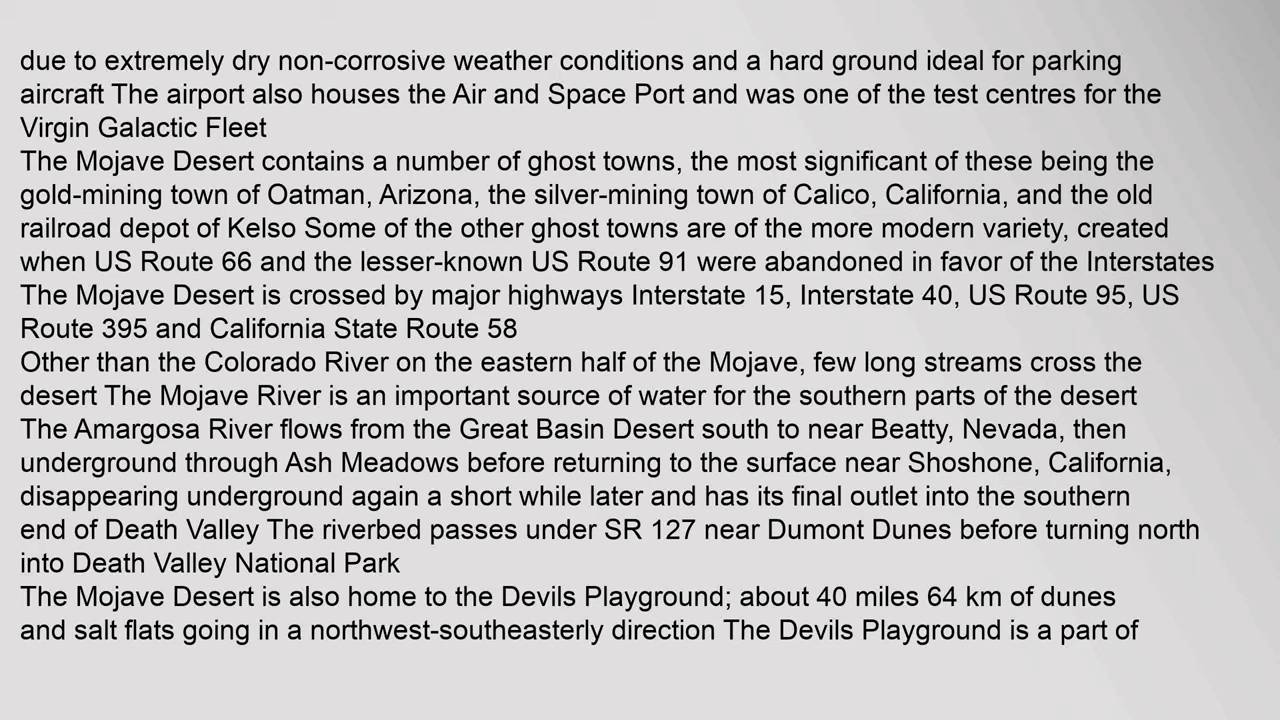 due to extremely dry non-corrosive weather conditions and a hard ground ideal for parking
aircraft The airport also houses the Air and Space Port and was one of the test centres for the
Virgin Galactic Fleet
The Mojave Desert contains a number of ghost towns, the most significant of these being the
gold-mining town of Oatman, Arizona, the silver-mining town of Calico, California, and the old
railroad depot of Kelso Some of the other ghost towns are of the more modern variety, created
when US Route 66 and the lesser-known US Route 91 were abandoned in favor of the Interstates
The Mojave Desert is crossed by major highways Interstate 15, Interstate 40, US Route 95, US
Route 395 and California State Route 58
Other than the Colorado River on the eastern half of the Mojave, few long streams cross the
desert The Mojave River is an important source of water for the southern parts of the desert
The Amargosa River flows from the Great Basin Desert south to near Beatty, Nevada, then
underground through Ash Meadows before returning to the surface near Shoshone, California,
disappearing underground again a short while later and has its final outlet into the southern
end of Death Valley The riverbed passes under SR 127 near Dumont Dunes before turning north
into Death Valley National Park
The Mojave Desert is also home to the Devils Playground; about 40 miles 64 km of dunes
and salt flats going in a northwest-southeasterly direction The Devils Playground is a part of